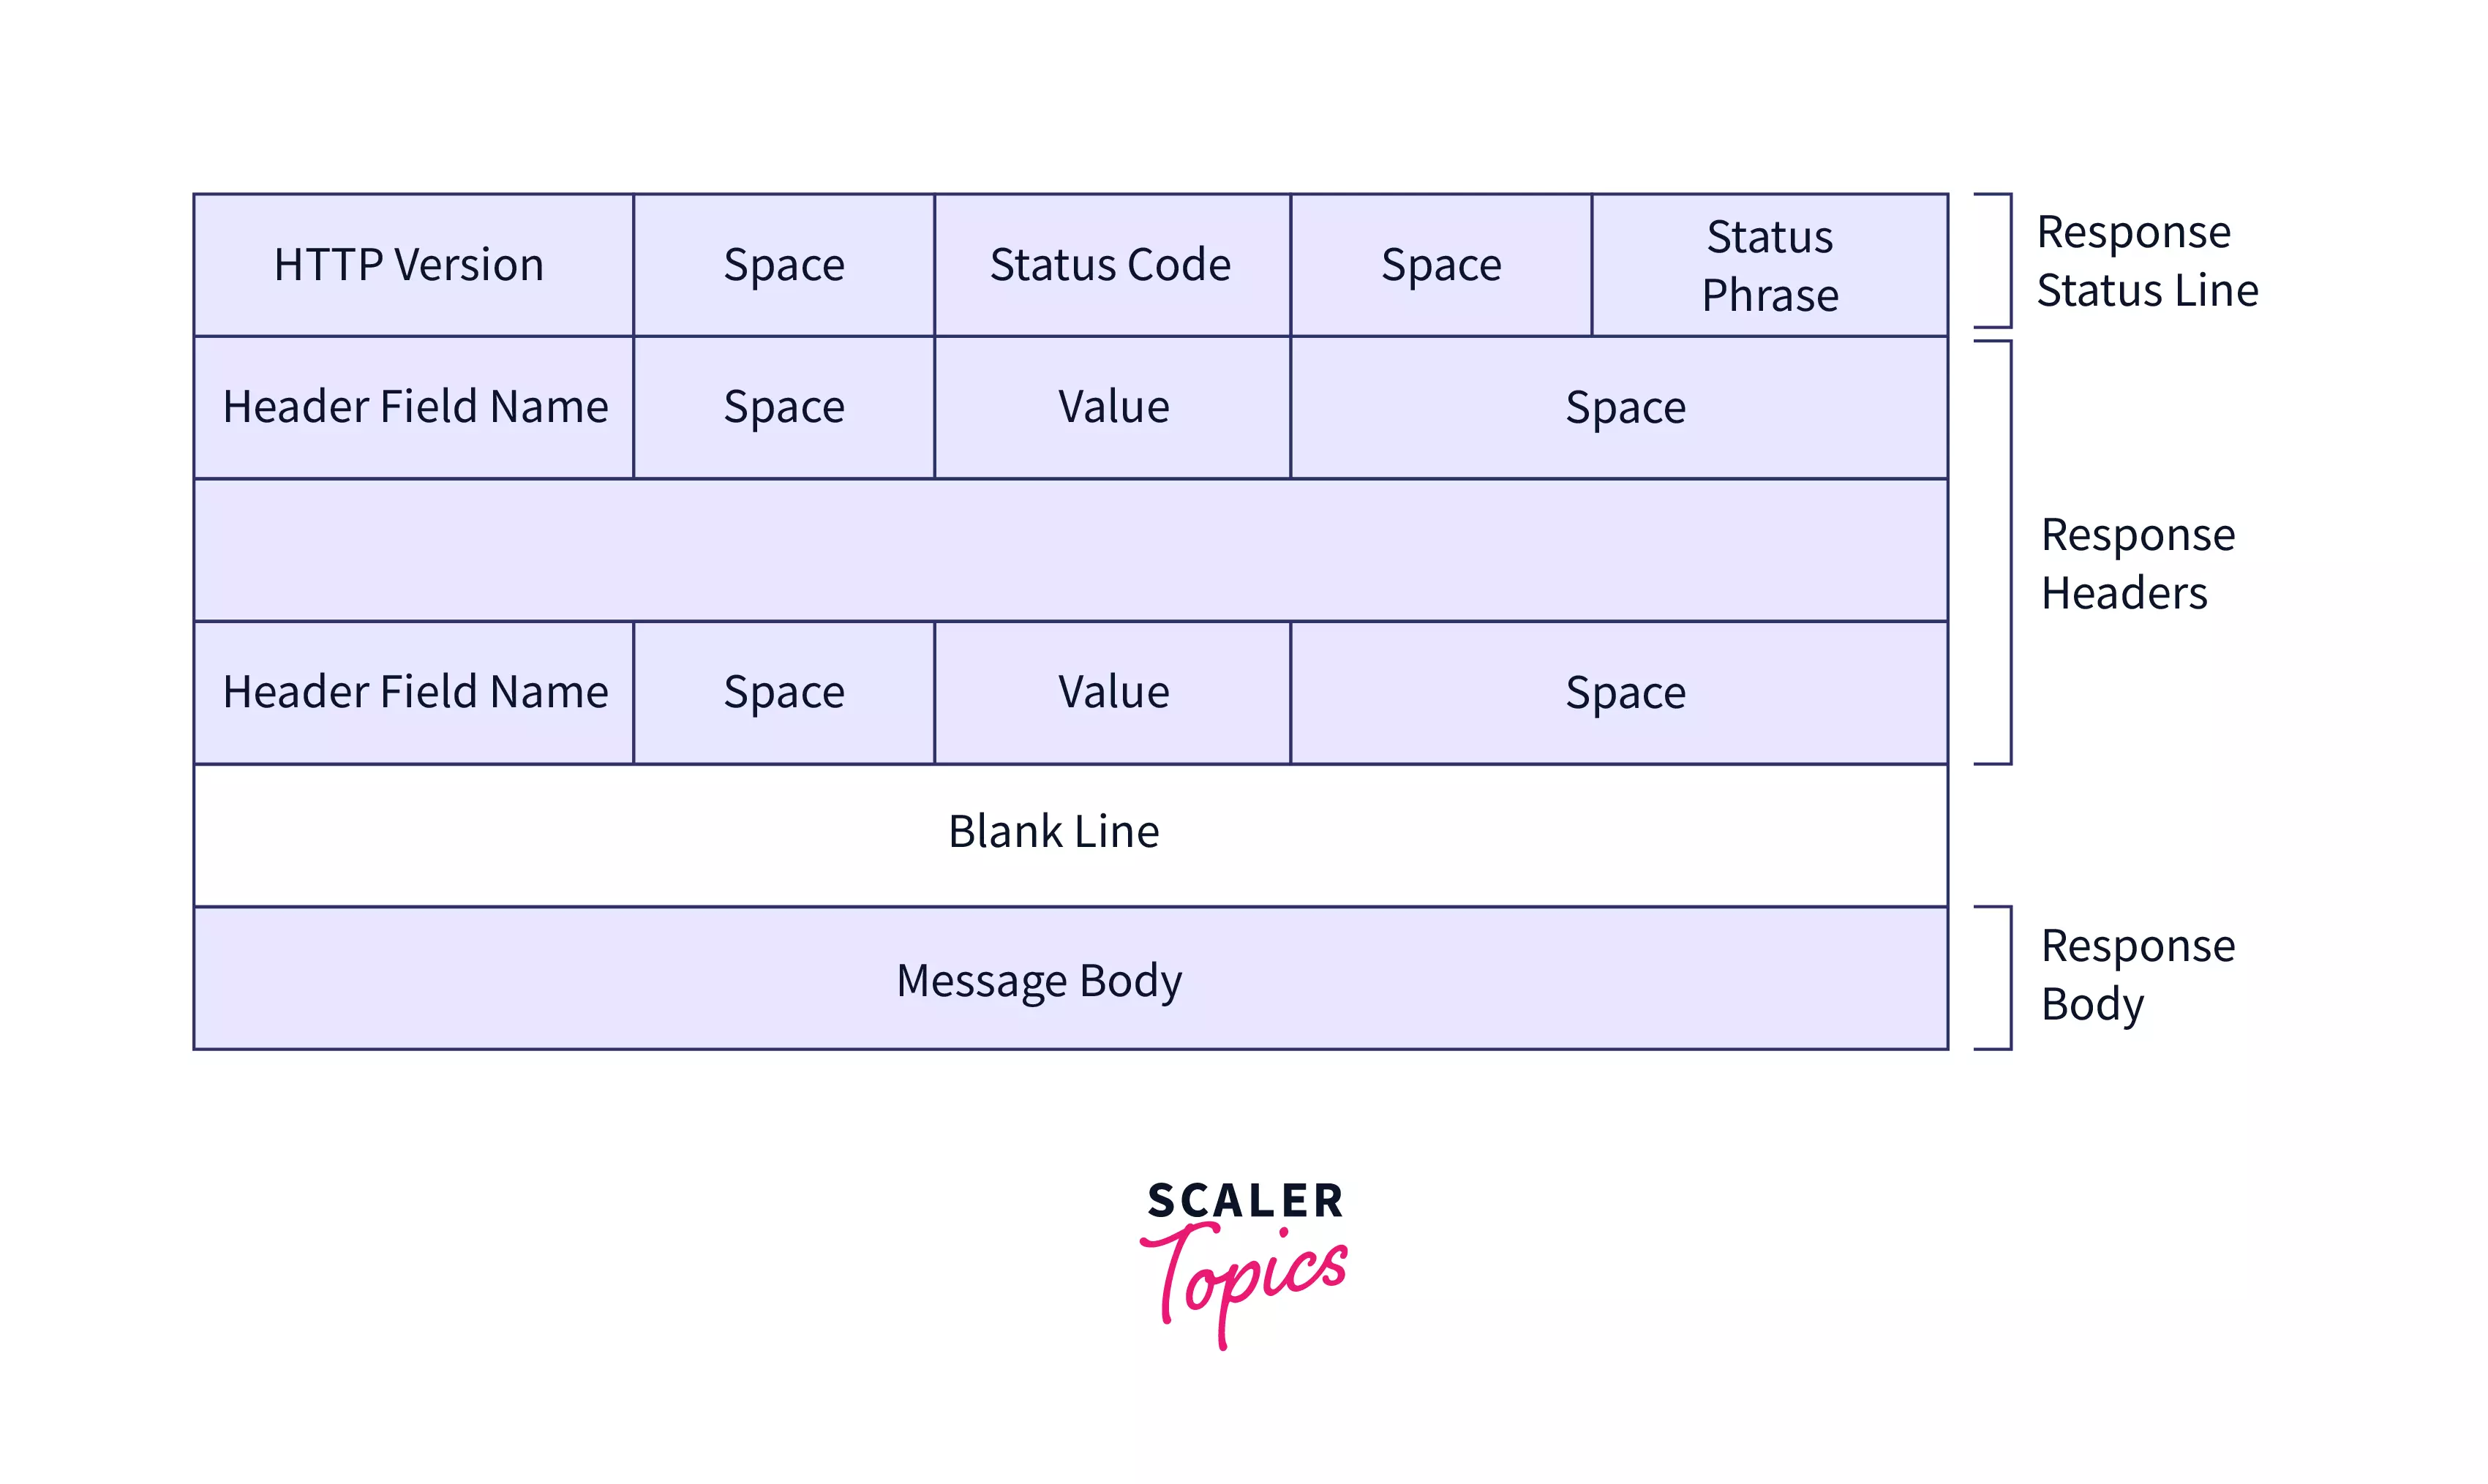 HTTP Version Space Status Code Space Status Phrase
Response Status Line
Header Field Name Space Value Space
Response Headers
Header Field Name Space Value Space
Blank Line
Message Body
Response Body
SCALER
Topics